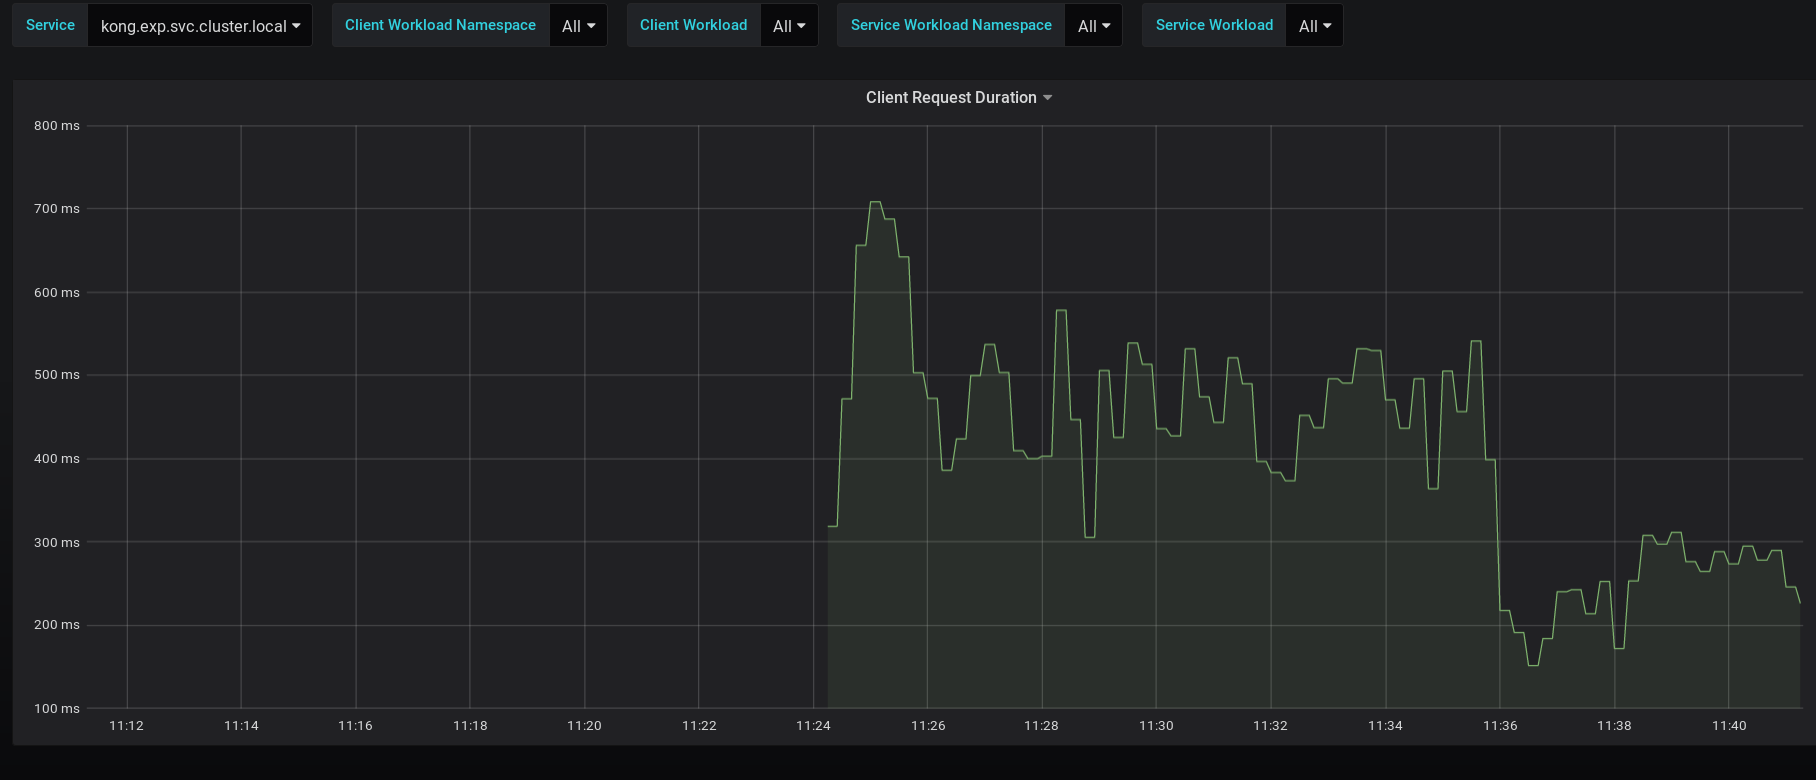 Service kong.exp.svc.cluster.local Client Workload Namespace All Client Workload All Service Workload Namespace All Service Workload All
Client Request Duration
800 ms
700 ms
600 ms
500 ms
400 ms
300 ms
200 ms
100 ms
11:12 11:14 11:16 11:18 11:20 11:22 11:24 11:26 11:28 11:30 11:32 11:34 11:36 11:38 11:40